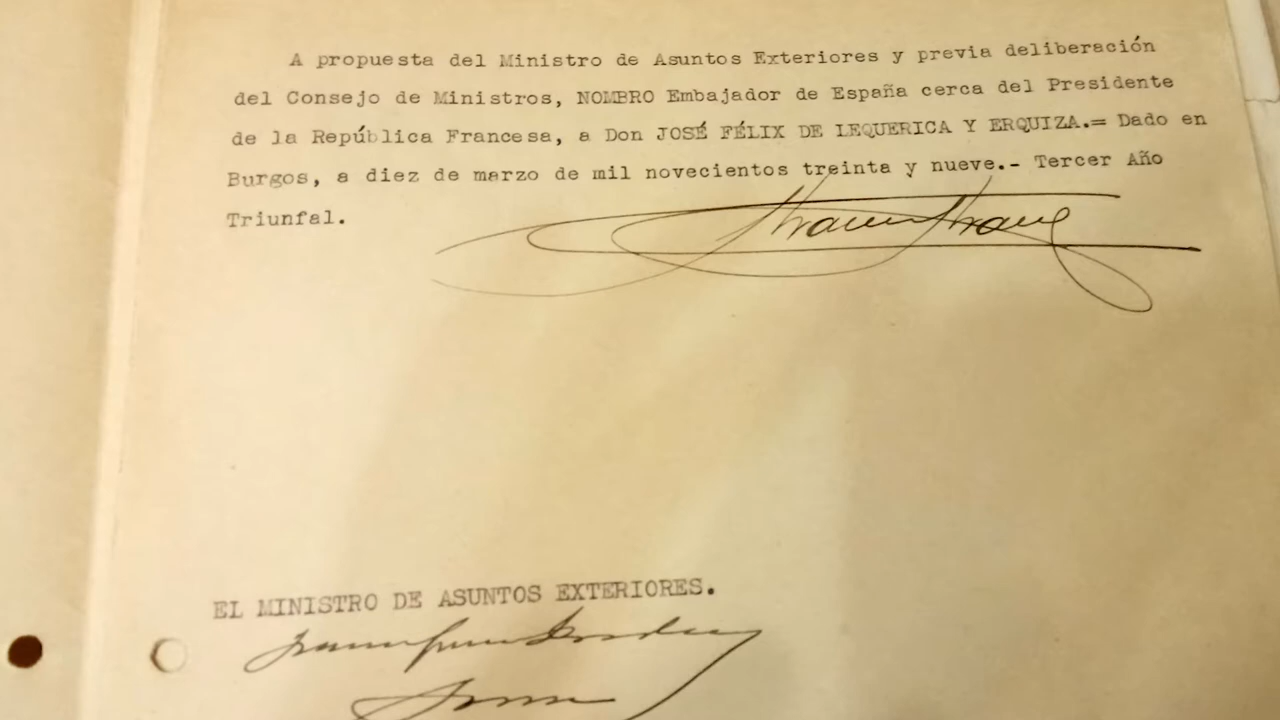 A propuesta del Ministro de Asuntos Exteriores y previa deliberación
del Consejo de Ministros, NOMBRO Embajador de España cerca del Presidente
de la República Francesa, a Don JOSÉ FÉLIX DE LEQUERICA Y ERQUIZA.= Dado en
Burgos, a diez de marzo de mil novecientos treinta y nueve.- Tercer Año
Triunfal.
EL MINISTRO DE ASUNTOS EXTERIORES.